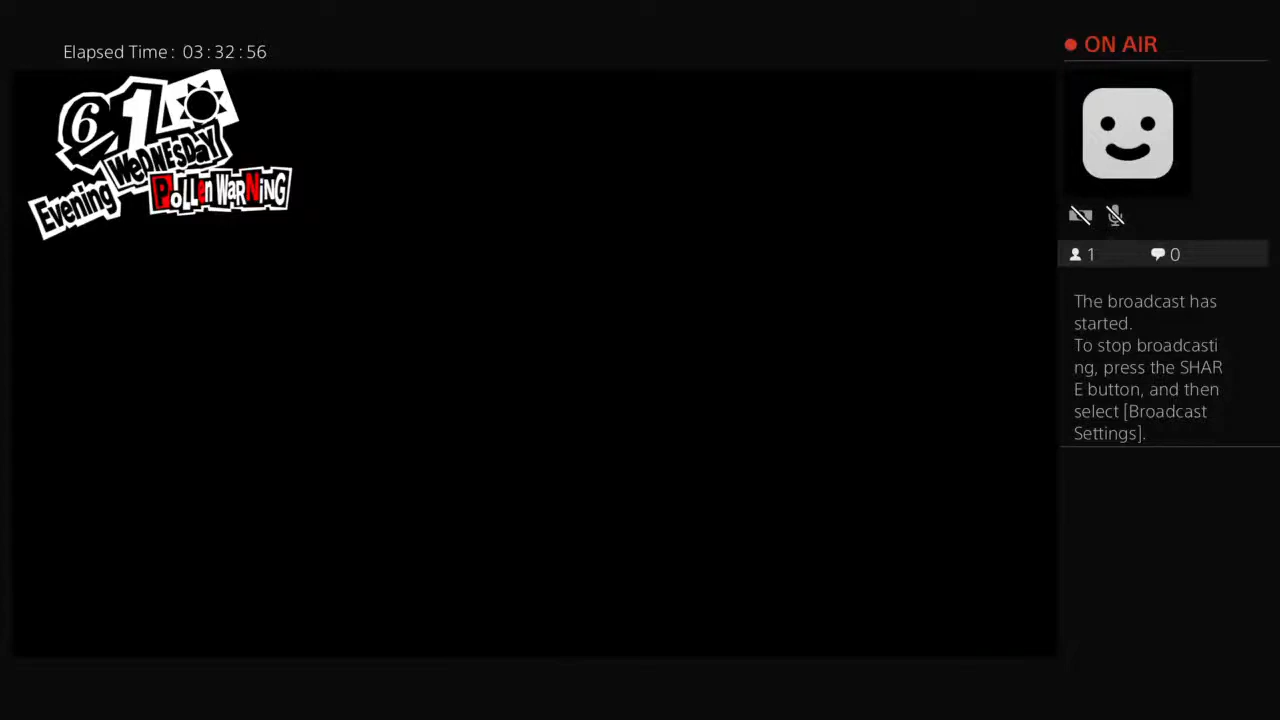 Elapsed Time: 03:32:56
ON AIR
6/1
WeDNESDaY
Evening
PoLLen WaRNiNG
1
0
The broadcast has
started.
To stop broadcasti
ng, press the SHAR
E button, and then
select [Broadcast
Settings].